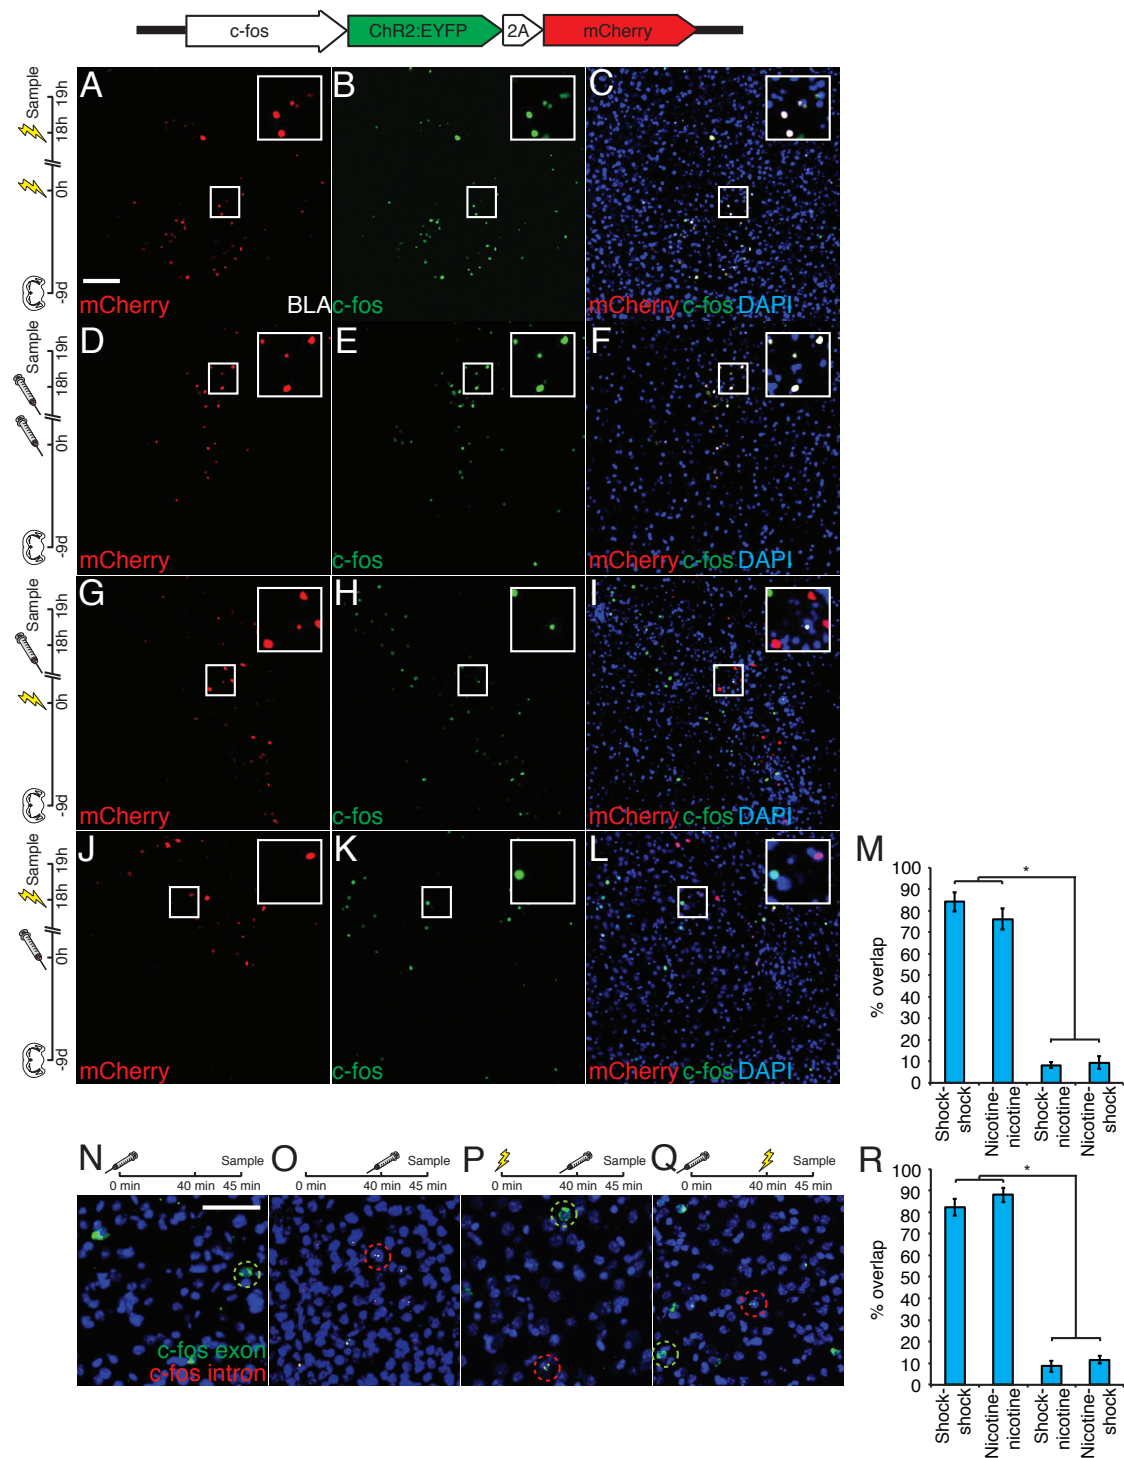 c-fos ChR2:EYFP 2A mCherry
A B C
Sample 19h 18h 0h -9d
mCherry BLA c-fos mCherry c-fos DAPI
D E F
Sample 19h 18h 0h -9d
mCherry c-fos mCherry c-fos DAPI
G H I
Sample 19h 18h 0h -9d
mCherry c-fos mCherry c-fos DAPI
J K L
Sample 19h 18h 0h -9d
mCherry c-fos mCherry c-fos DAPI
M
*
100
90
80
70
60
50
40
30
20
10
0
% overlap
Shock-shock
Nicotine-nicotine
Shock-nicotine
Nicotine-shock
N Sample
0 min 40 min 45 min
c-fos exon
c-fos intron
O Sample
0 min 40 min 45 min
P Sample
0 min 40 min 45 min
Q Sample
0 min 40 min 45 min
R
*
100
90
80
70
60
50
40
30
20
10
0
% overlap
Shock-shock
Nicotine-nicotine
Shock-nicotine
Nicotine-shock